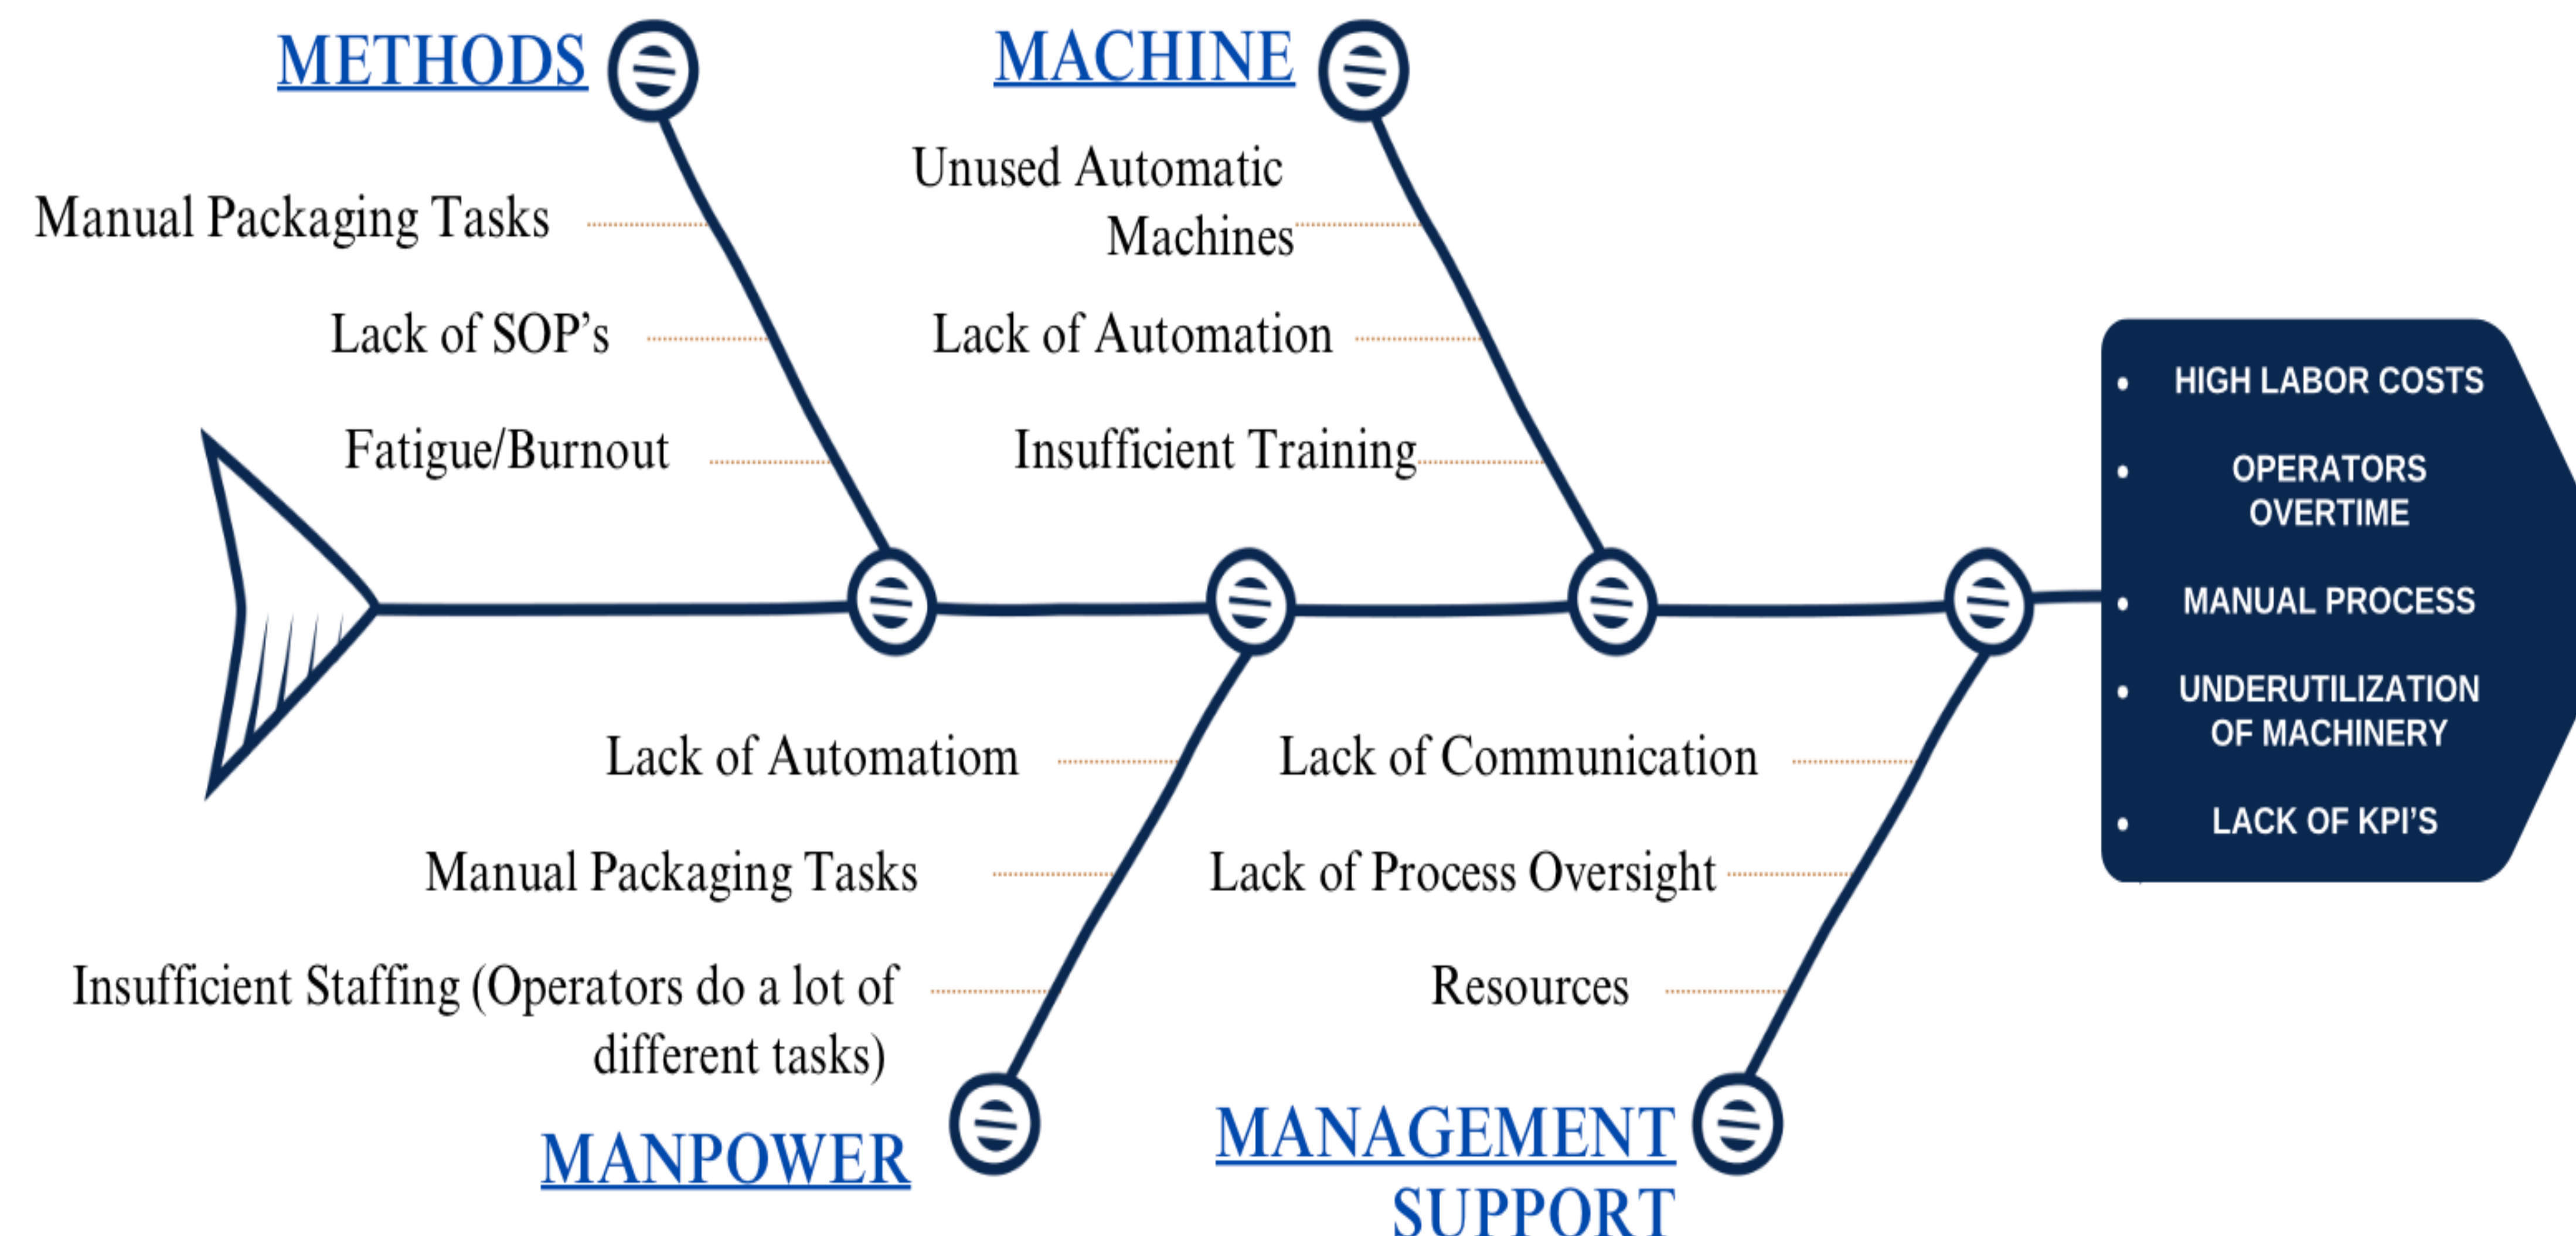 METHODS
Manual Packaging Tasks
Lack of SOP’s
Fatigue/Burnout
MACHINE
Unused Automatic
Machines
Lack of Automation
Insufficient Training
Lack of Automatiom
Manual Packaging Tasks
Insufficient Staffing (Operators do a lot of
different tasks)
MANPOWER
Lack of Communication
Lack of Process Oversight
Resources
MANAGEMENT
SUPPORT
• HIGH LABOR COSTS
• OPERATORS
OVERTIME
• MANUAL PROCESS
• UNDERUTILIZATION
OF MACHINERY
• LACK OF KPI’S